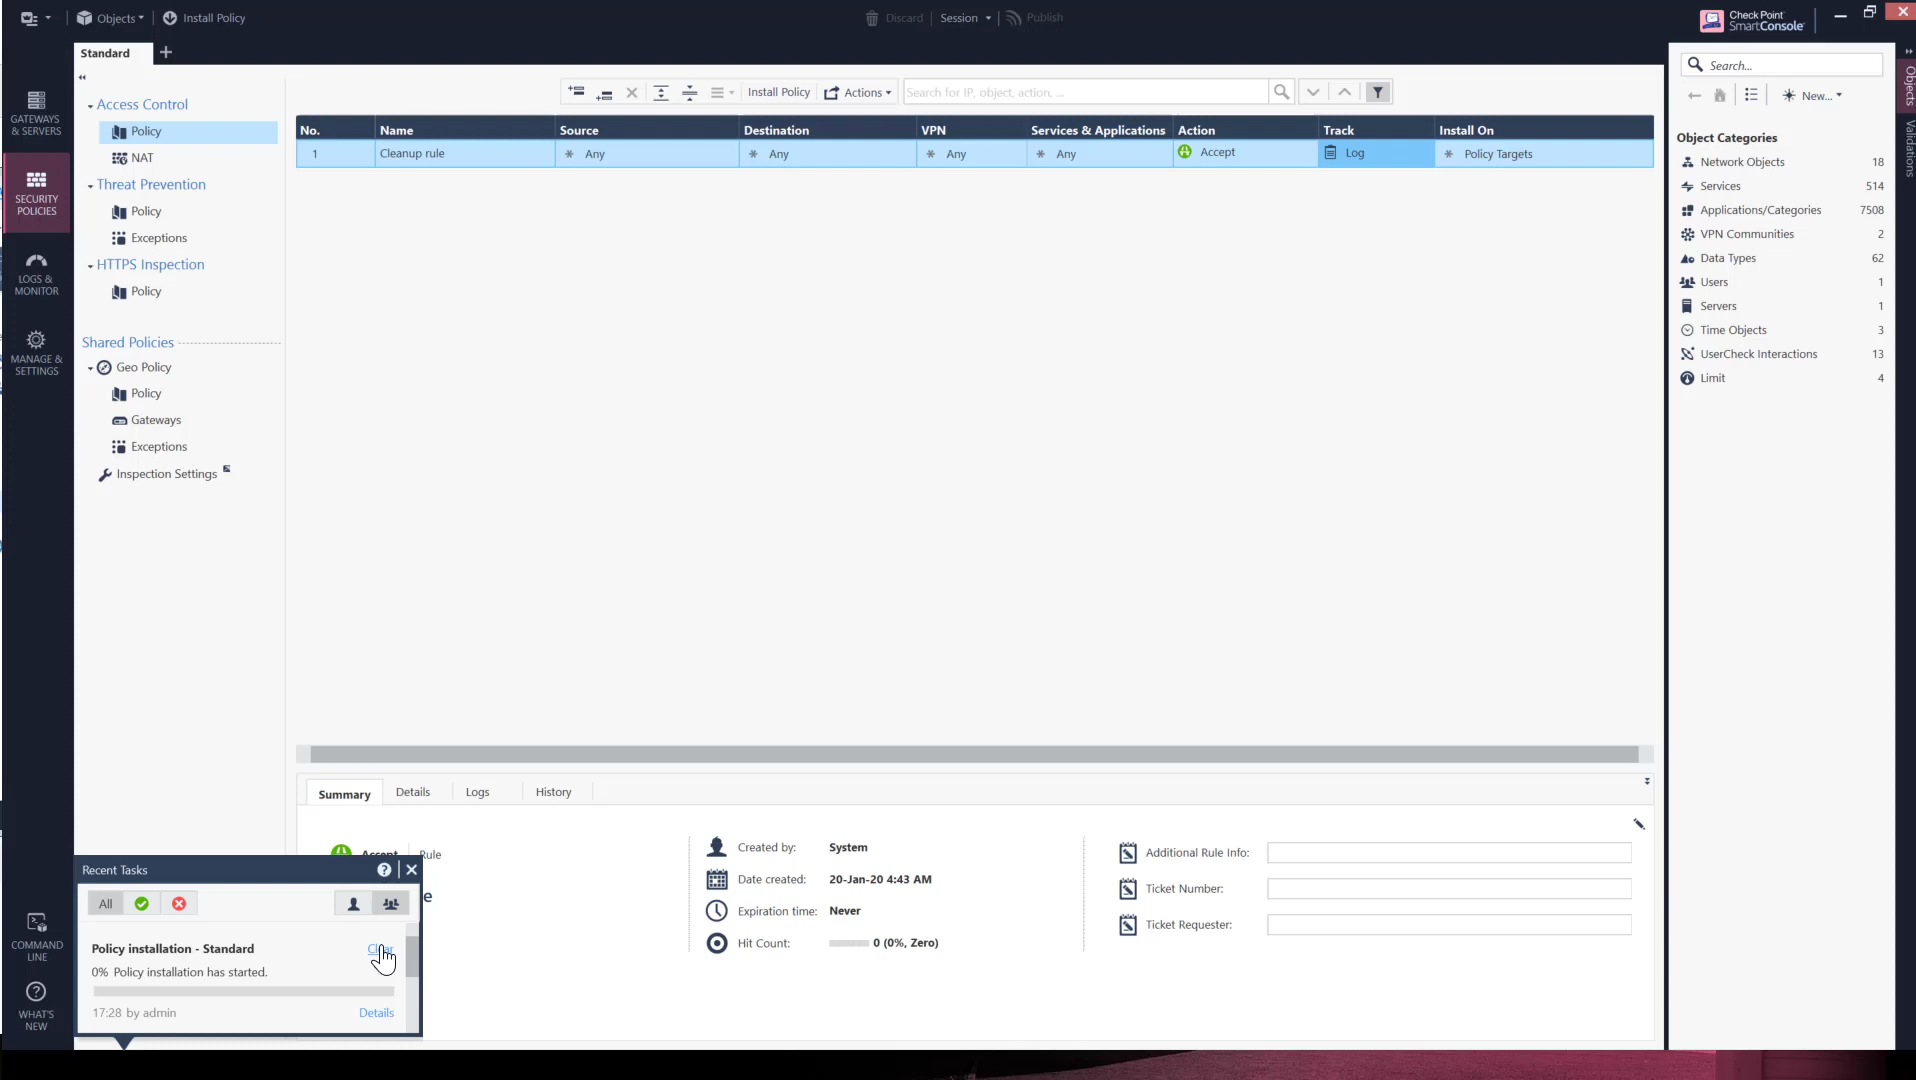 Objects
Install Policy
Discard
Session
Publish
Check Point
SmartConsole
Standard
GATEWAYS
& SERVERS
SECURITY
POLICIES
LOGS &
MONITOR
MANAGE &
SETTINGS
COMMAND
LINE
WHAT'S
NEW
Access Control
Policy
NAT
Threat Prevention
Policy
Exceptions
HTTPS Inspection
Policy
Shared Policies
Geo Policy
Policy
Gateways
Exceptions
Inspection Settings
Install Policy
Actions
Search for IP, object, action, ...
No. Name Source Destination VPN Services & Applications Action Track Install On
1 Cleanup rule Any Any Any Any Accept Log Policy Targets
Summary
Details
Logs
History
Rule
Created by: System
Date created: 20-Jan-20 4:43 AM
Expiration time: Never
Hit Count: 0 (0%, Zero)
Additional Rule Info:
Ticket Number:
Ticket Requester:
Recent Tasks
All
Policy installation - Standard
Clear
0% Policy installation has started.
17:28 by admin
Details
Search...
New...
Object Categories
Network Objects 18
Services 514
Applications/Categories 7508
VPN Communities 2
Data Types 62
Users 1
Servers 1
Time Objects 3
UserCheck Interactions 13
Limit 4
Objects
Validations